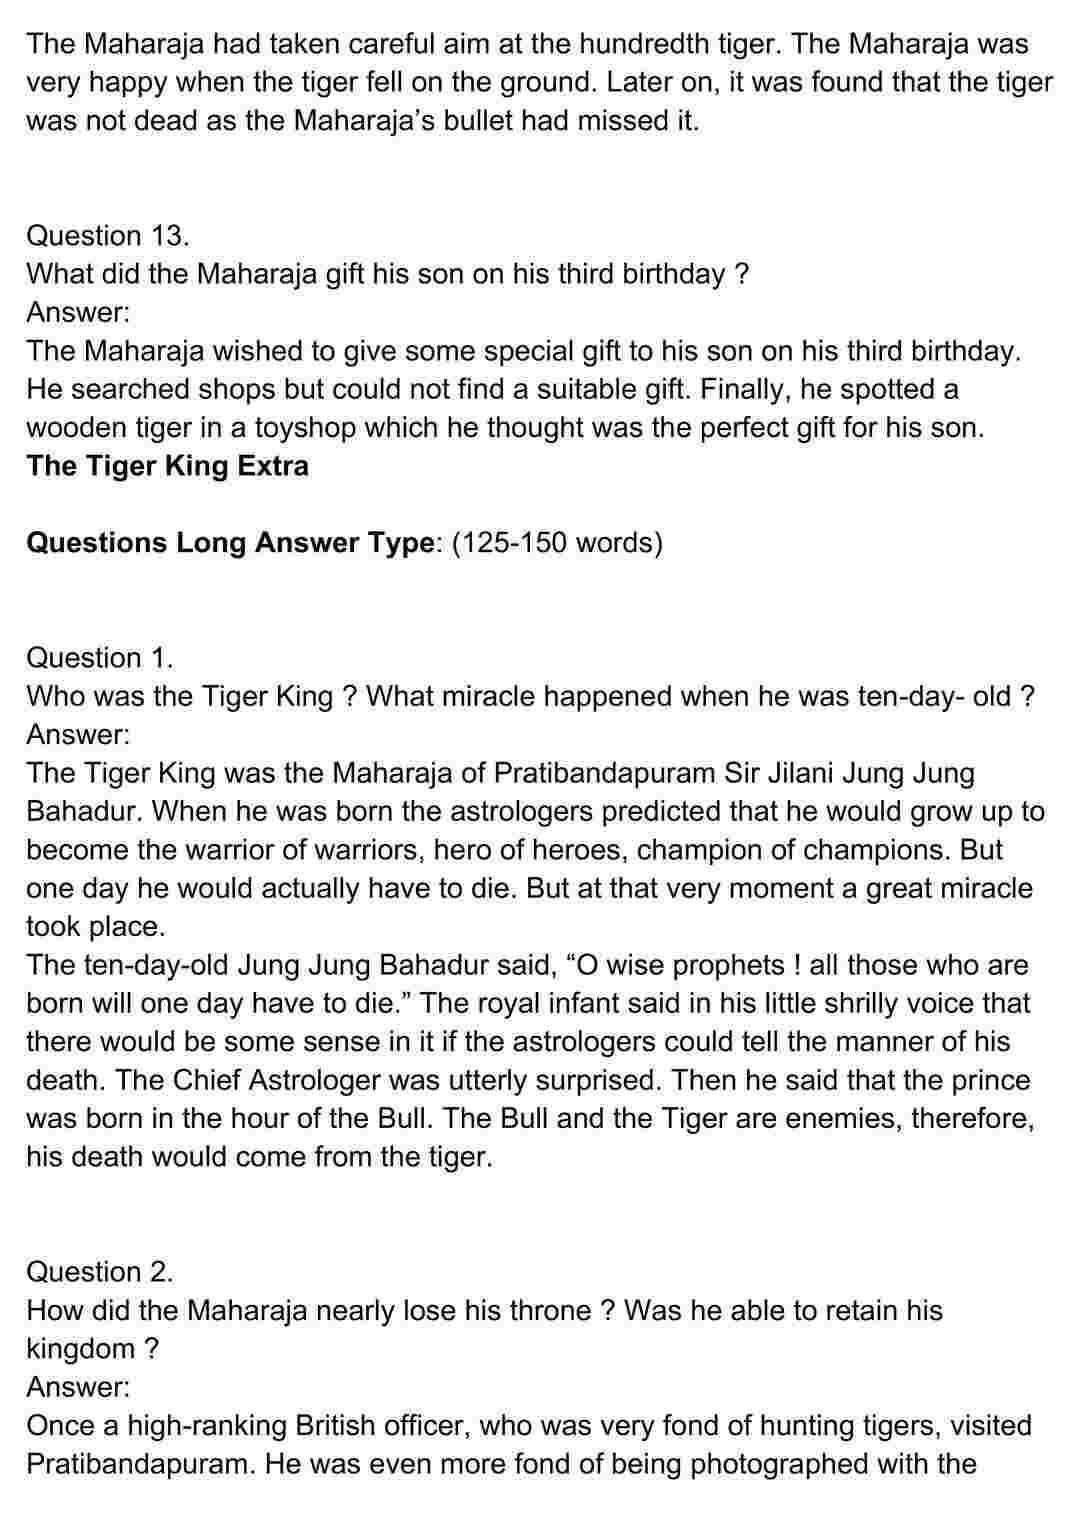 The Maharaja had taken careful aim at the hundredth tiger. The Maharaja was
very happy when the tiger fell on the ground. Later on, it was found that the tiger
was not dead as the Maharaja’s bullet had missed it.
Question 13.
What did the Maharaja gift his son on his third birthday ?
Answer:
The Maharaja wished to give some special gift to his son on his third birthday.
He searched shops but could not find a suitable gift. Finally, he spotted a
wooden tiger in a toyshop which he thought was the perfect gift for his son.
The Tiger King Extra
Questions Long Answer Type: (125-150 words)
Question 1.
Who was the Tiger King ? What miracle happened when he was ten-day- old ?
Answer:
The Tiger King was the Maharaja of Pratibandapuram Sir Jilani Jung Jung
Bahadur. When he was born the astrologers predicted that he would grow up to
become the warrior of warriors, hero of heroes, champion of champions. But
one day he would actually have to die. But at that very moment a great miracle
took place.
The ten-day-old Jung Jung Bahadur said, “O wise prophets ! all those who are
born will one day have to die.” The royal infant said in his little shrilly voice that
there would be some sense in it if the astrologers could tell the manner of his
death. The Chief Astrologer was utterly surprised. Then he said that the prince
was born in the hour of the Bull. The Bull and the Tiger are enemies, therefore,
his death would come from the tiger.
Question 2.
How did the Maharaja nearly lose his throne ? Was he able to retain his
kingdom ?
Answer:
Once a high-ranking British officer, who was very fond of hunting tigers, visited
Pratibandapuram. He was even more fond of being photographed with the